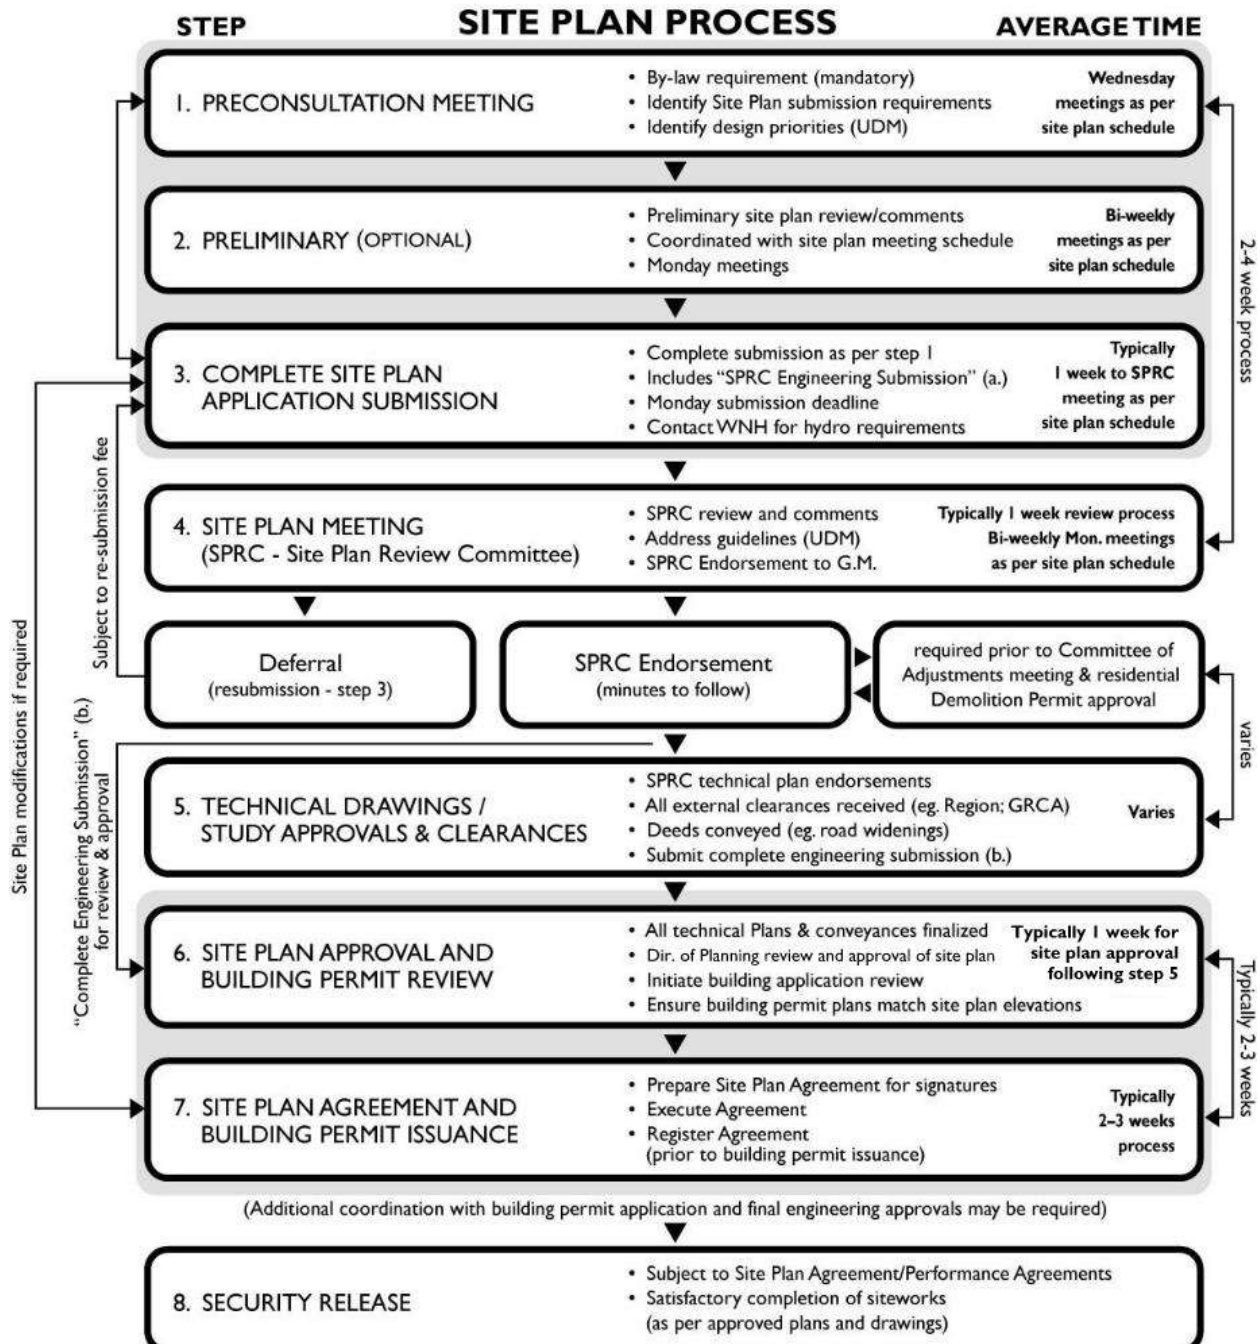 STEP
SITE PLAN PROCESS
AVERAGE TIME
1. PRECONSULTATION MEETING
• By-law requirement (mandatory)
• Identify Site Plan submission requirements
• Identify design priorities (UDM)
Wednesday
meetings as per
site plan schedule
2. PRELIMINARY (OPTIONAL)
• Preliminary site plan review/comments
• Coordinated with site plan meeting schedule
• Monday meetings
Bi-weekly
meetings as per
site plan schedule
2-4 week process
3. COMPLETE SITE PLAN
APPLICATION SUBMISSION
• Complete submission as per step 1
• Includes “SPRC Engineering Submission” (a.)
• Monday submission deadline
• Contact WNH for hydro requirements
Typically
1 week to SPRC
meeting as per
site plan schedule
Subject to re-submission fee
4. SITE PLAN MEETING
(SPRC - Site Plan Review Committee)
• SPRC review and comments
• Address guidelines (UDM)
• SPRC Endorsement to G.M.
Typically 1 week review process
Bi-weekly Mon. meetings
as per site plan schedule
Site Plan modifications if required
Deferral
(resubmission - step 3)
SPRC Endorsement
(minutes to follow)
required prior to Committee of
Adjustments meeting & residential
Demolition Permit approval
varies
“Complete Engineering Submission” (b.)
for review & approval
5. TECHNICAL DRAWINGS /
STUDY APPROVALS & CLEARANCES
• SPRC technical plan endorsements
• All external clearances received (eg. Region; GRCA)
• Deeds conveyed (eg. road widenings)
• Submit complete engineering submission (b.)
Varies
6. SITE PLAN APPROVAL AND
BUILDING PERMIT REVIEW
• All technical Plans & conveyances finalized
• Dir. of Planning review and approval of site plan
• Initiate building application review
• Ensure building permit plans match site plan elevations
Typically 1 week for
site plan approval
following step 5
Typically 2-3 weeks
7. SITE PLAN AGREEMENT AND
BUILDING PERMIT ISSUANCE
• Prepare Site Plan Agreement for signatures
• Execute Agreement
• Register Agreement
(prior to building permit issuance)
Typically
2–3 weeks
process
(Additional coordination with building permit application and final engineering approvals may be required)
8. SECURITY RELEASE
• Subject to Site Plan Agreement/Performance Agreements
• Satisfactory completion of siteworks
(as per approved plans and drawings)